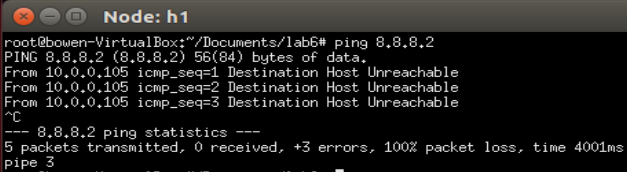 Node: h1
root@bowen-VirtualBox:~/Documents/lab6# ping 8.8.8.2
PING 8.8.8.2 (8.8.8.2) 56(84) bytes of data.
From 10.0.0.105 icmp_seq=1 Destination Host Unreachable
From 10.0.0.105 icmp_seq=2 Destination Host Unreachable
From 10.0.0.105 icmp_seq=3 Destination Host Unreachable
^C
--- 8.8.8.2 ping statistics ---
5 packets transmitted, 0 received, +3 errors, 100% packet loss, time 4001ms
pipe 3